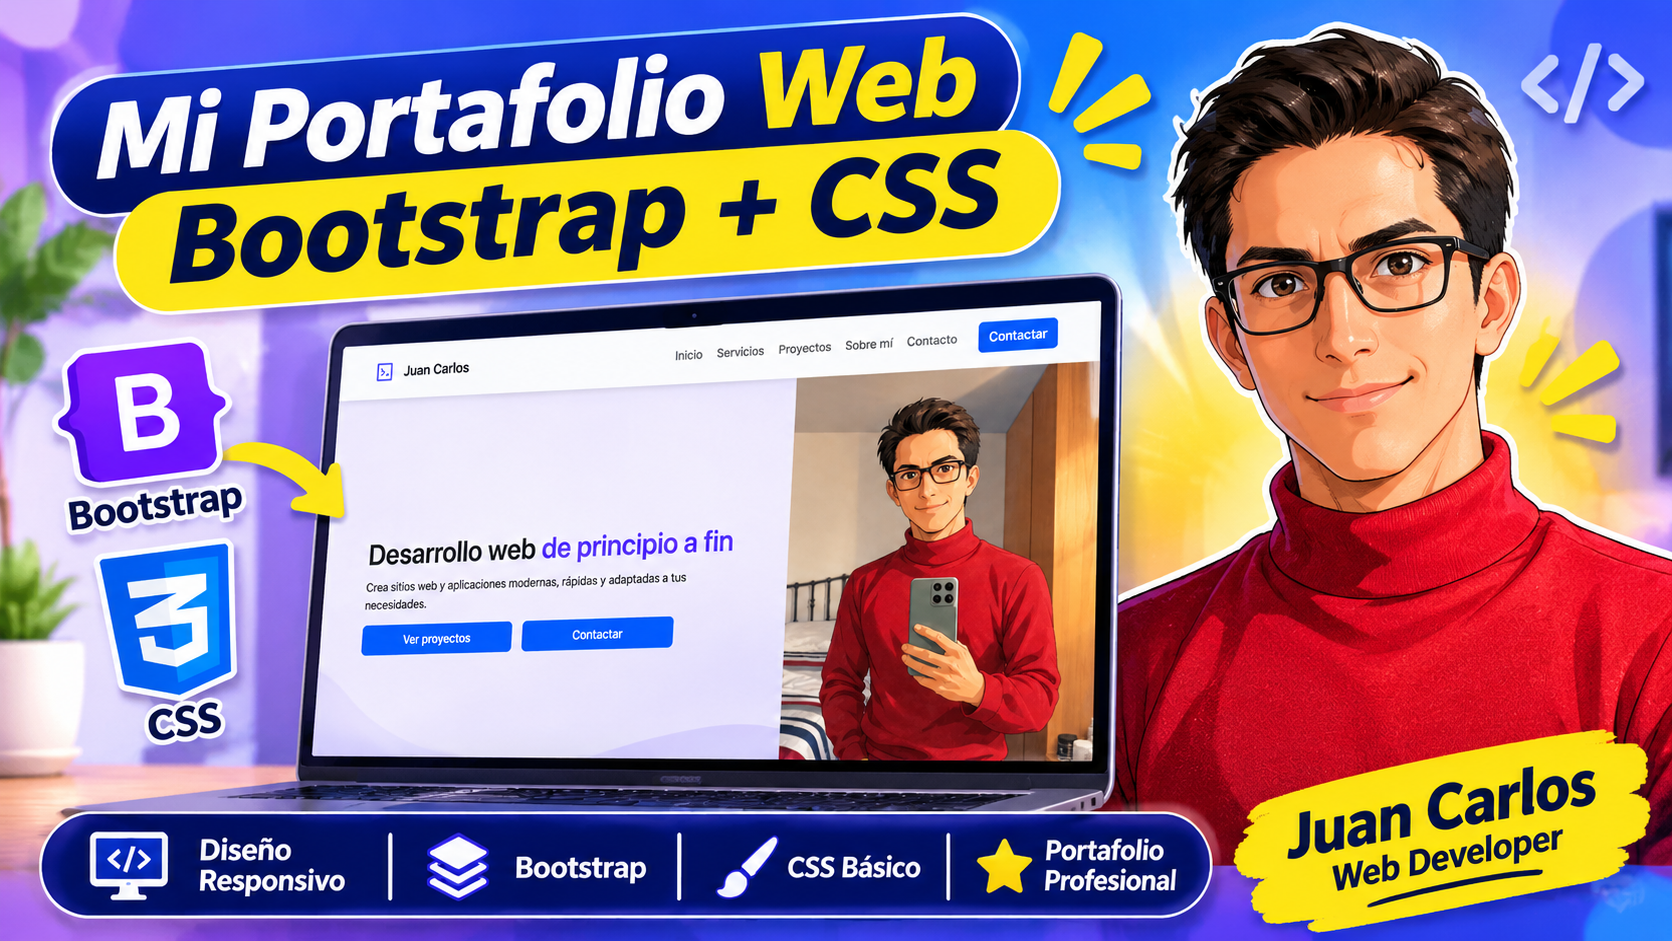 Mi Portafolio Web
Bootstrap + CSS
</>
B
Bootstrap
3
CSS
Juan Carlos
Inicio
Servicios
Proyectos
Sobre mí
Contacto
Contactar
Desarrollo web de principio a fin
Crea sitios web y aplicaciones modernas, rápidas y adaptadas a tus
necesidades.
Ver proyectos
Contactar
</>
Diseño
Responsivo
Bootstrap
CSS Básico
Portafolio
Profesional
Juan Carlos
Web Developer